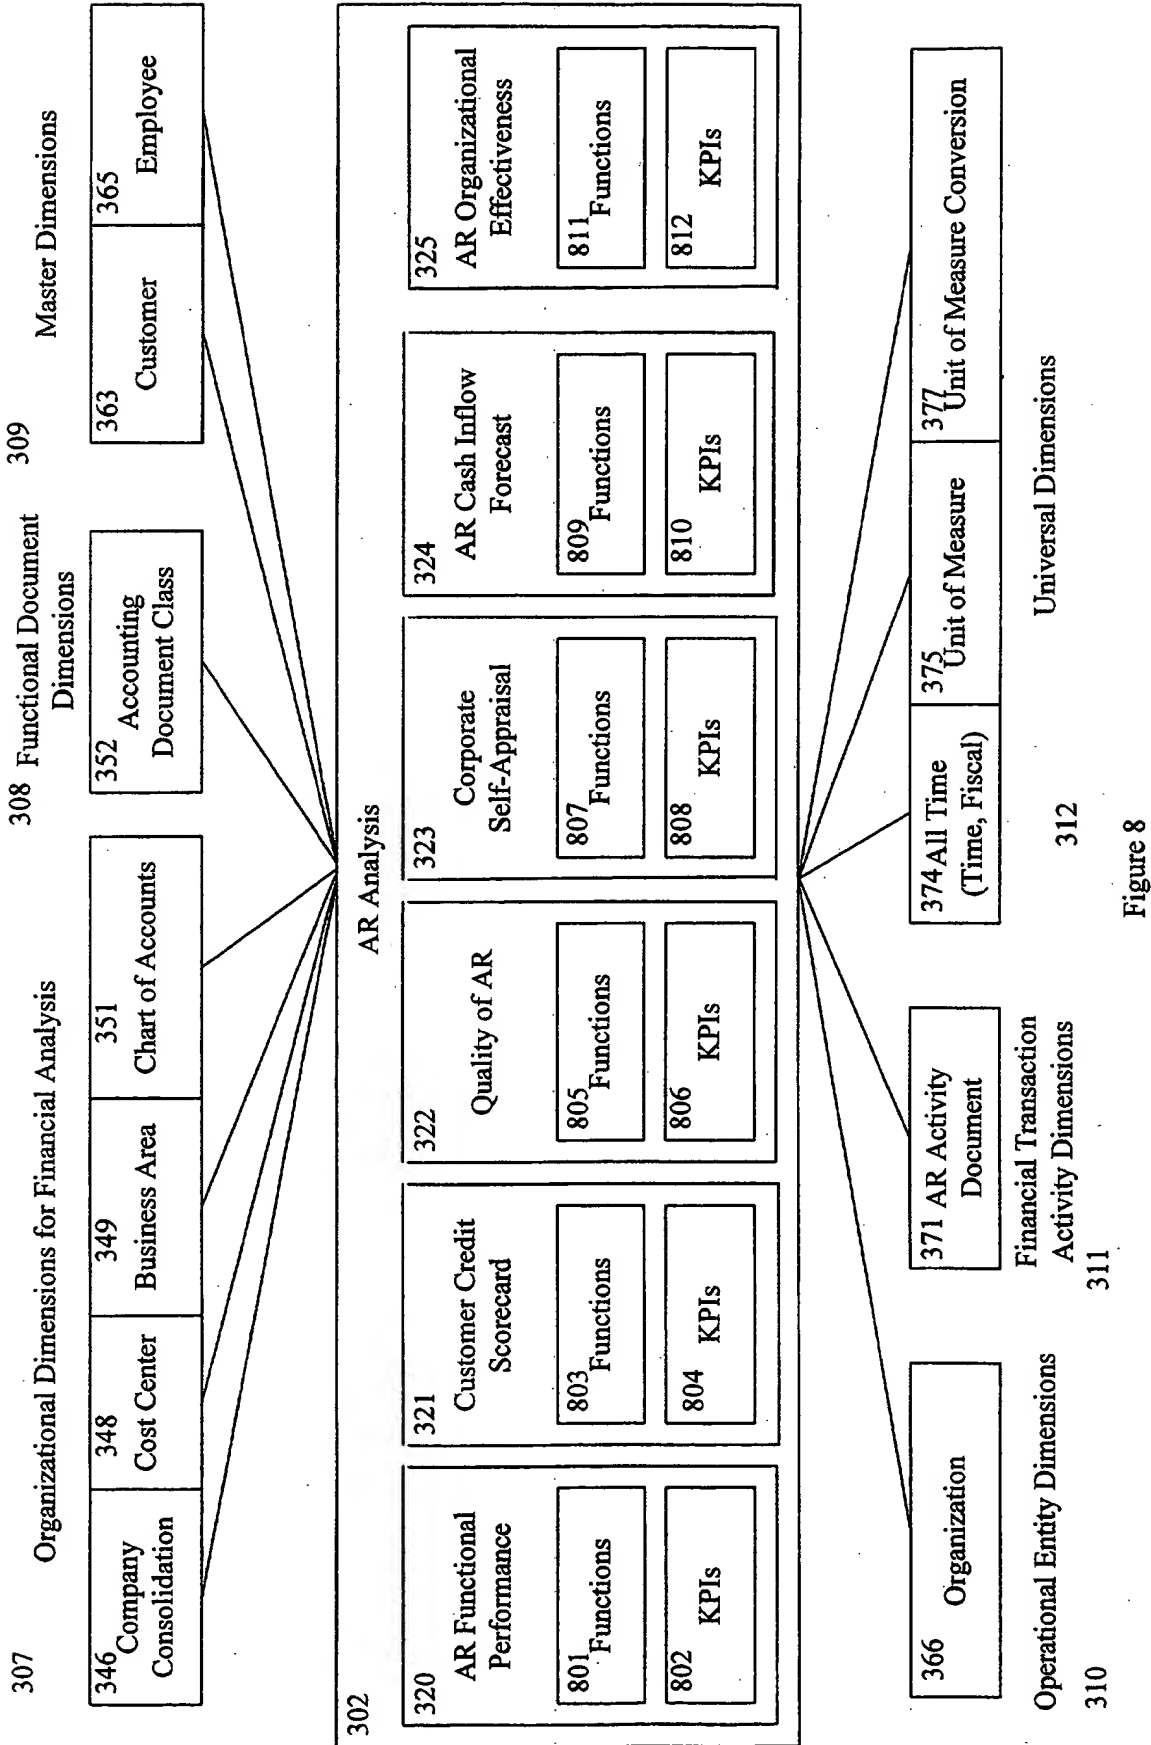 307
Organizational Dimensions for Financial Analysis
308 Functional Document
Dimensions
309
Master Dimensions
346
Company
Consolidation
348
Cost Center
349
Business Area
351
Chart of Accounts
352
Accounting
Document Class
363
Customer
365
Employee
302
AR Analysis
320
AR Functional
Performance
801
Functions
802
KPIs
321
Customer Credit
Scorecard
803
Functions
804
KPIs
322
Quality of AR
805
Functions
806
KPIs
323
Corporate
Self-Appraisal
807
Functions
808
KPIs
324
AR Cash Inflow
Forecast
809
Functions
810
KPIs
325
AR Organizational
Effectiveness
811
Functions
812
KPIs
366
Organization
371 AR Activity
Document
374 All Time
(Time, Fiscal)
375
Unit of Measure
377
Unit of Measure Conversion
Operational Entity Dimensions
310
Financial Transaction
Activity Dimensions
311
312
Universal Dimensions
Figure 8